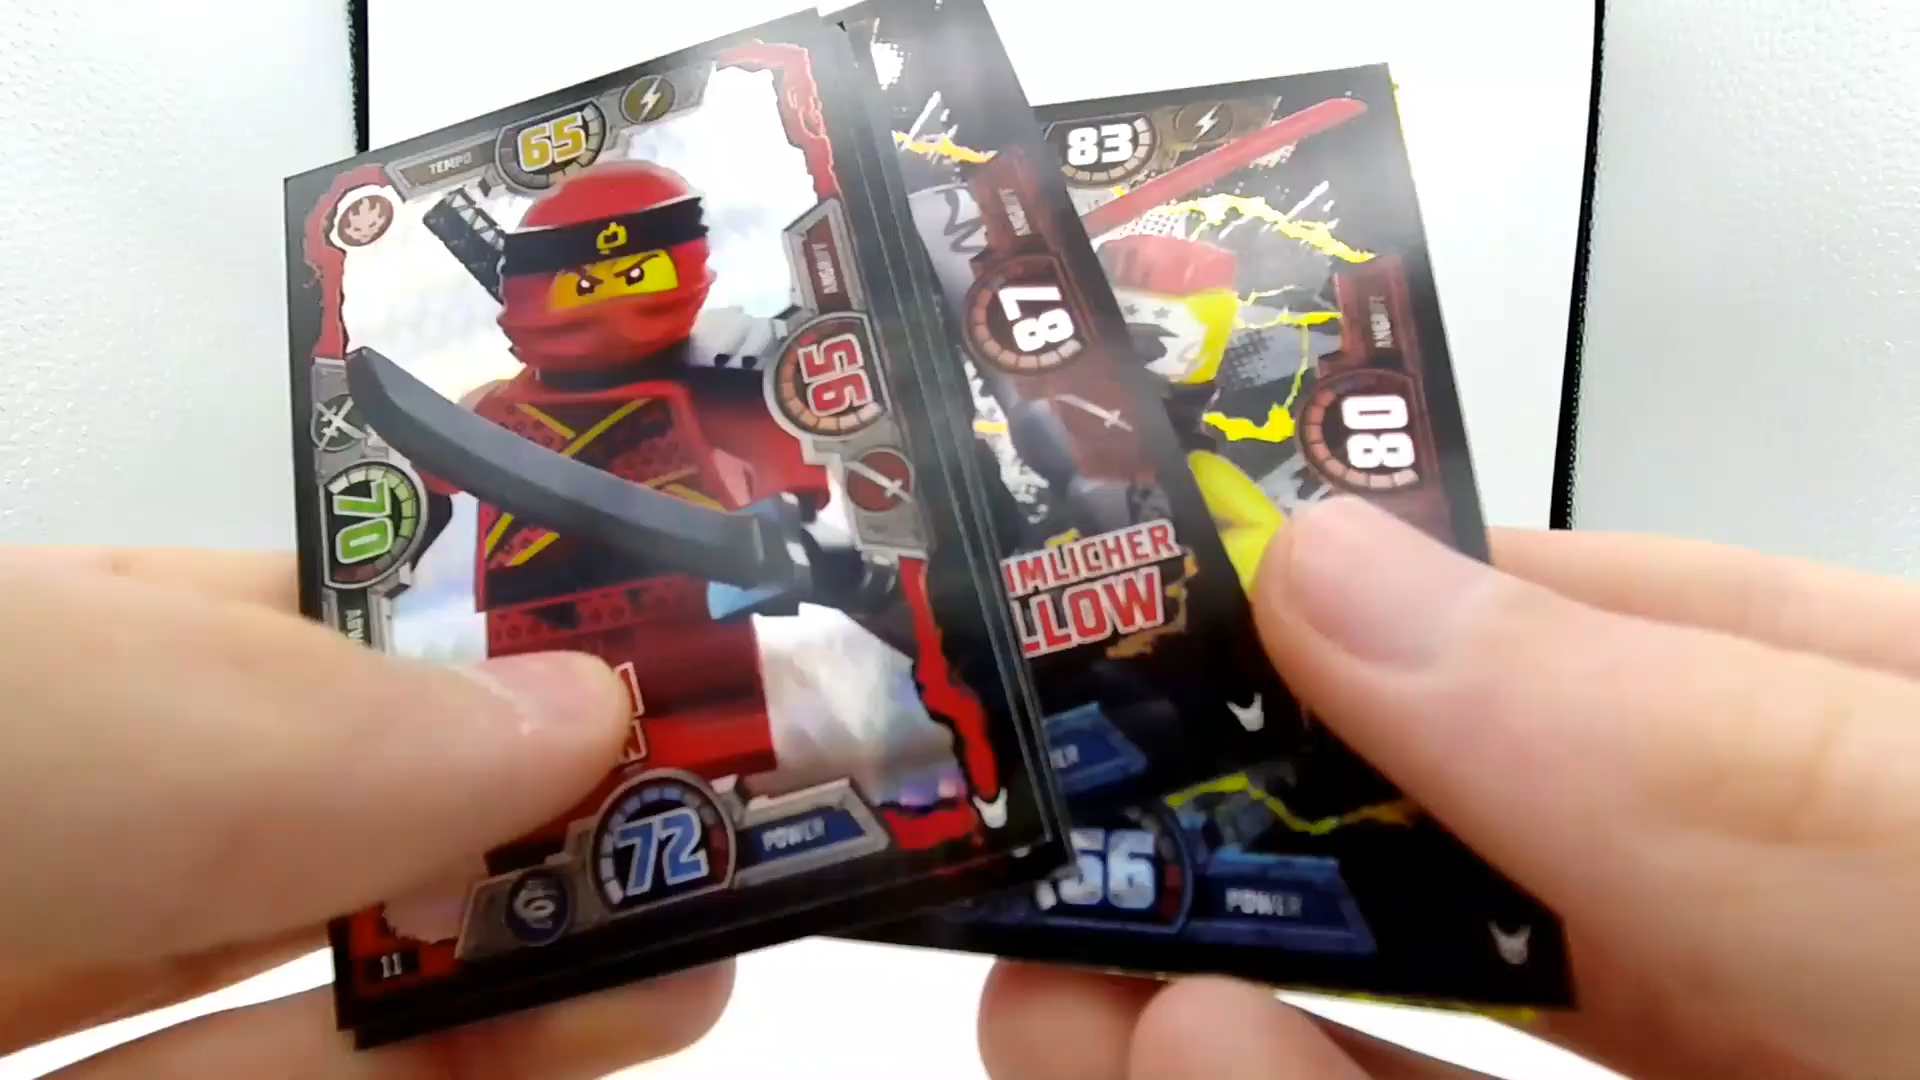 TEMPO
65
ANGRIFF
95
70
72
POWER
11
87
ANGRIFF
IMLICHER
LLOW
83
ANGRIFF
80
56
POWER